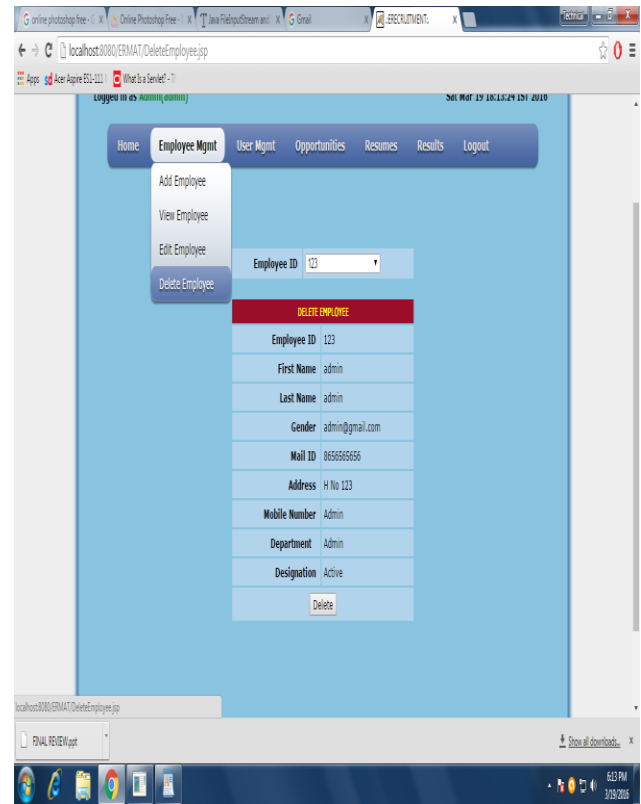 online photoshop free - G
Online Photoshop Free -
Java FileInputStream and
Gmail
..:ERECRUITMENT:.
Technical
localhost:8080/ERMAT/DeleteEmployee.jsp
Apps
Acer Aspire ES1-111
What Is a Servlet? - Ti
Logged in as Admin(admin)
Sat Mar 19 18:13:24 IST 2016
Home Employee Mgmt User Mgmt Opportunities Resumes Results Logout
Add Employee
View Employee
Edit Employee
Delete Employee
Employee ID 123
DELETE EMPLOYEE
Employee ID 123
First Name admin
Last Name admin
Gender admin@gmail.com
Mail ID 8656565656
Address H No 123
Mobile Number Admin
Department Admin
Designation Active
Delete
localhost:8080/ERMAT/DeleteEmployee.jsp
FINAL REVIEW.ppt
Show all downloads...
6:13 PM
3/19/2016